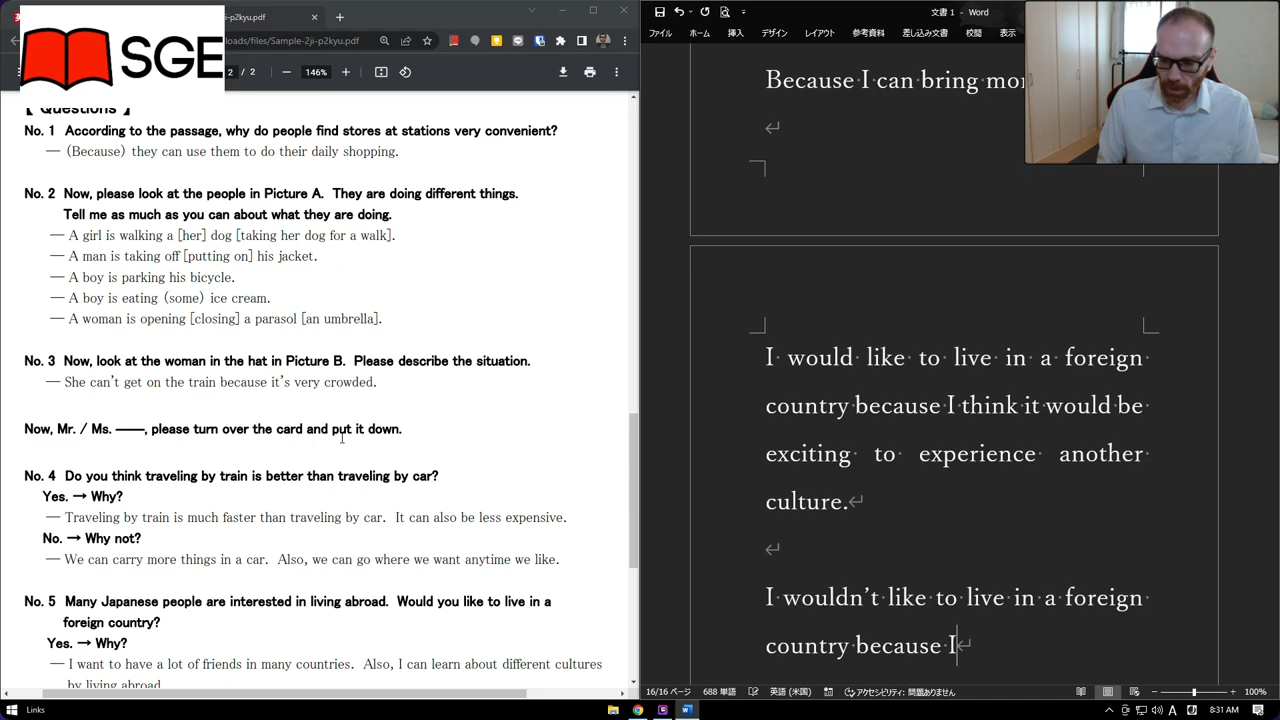 ji-p2kyu.pdf
文書 1 - Word
loads/files/Sample-2ji-p2kyu.pdf
SGE
2 / 2
146%
ファイル ホーム 挿入 デザイン レイアウト 参考資料 差し込み文書 校閲 表示
【 Questions 】
No. 1 According to the passage, why do people find stores at stations very convenient?
— (Because) they can use them to do their daily shopping.
No. 2 Now, please look at the people in Picture A. They are doing different things.
Tell me as much as you can about what they are doing.
— A girl is walking a [her] dog [taking her dog for a walk].
— A man is taking off [putting on] his jacket.
— A boy is parking his bicycle.
— A boy is eating (some) ice cream.
— A woman is opening [closing] a parasol [an umbrella].
No. 3 Now, look at the woman in the hat in Picture B. Please describe the situation.
— She can't get on the train because it's very crowded.
Now, Mr. / Ms. ——, please turn over the card and put it down.
No. 4 Do you think traveling by train is better than traveling by car?
Yes. → Why?
— Traveling by train is much faster than traveling by car. It can also be less expensive.
No. → Why not?
— We can carry more things in a car. Also, we can go where we want anytime we like.
No. 5 Many Japanese people are interested in living abroad. Would you like to live in a
foreign country?
Yes. → Why?
— I want to have a lot of friends in many countries. Also, I can learn about different cultures
by living abroad.
Because I can bring mor
I would like to live in a foreign
country because I think it would be
exciting to experience another
culture.
I wouldn't like to live in a foreign
country because I
16/16 ページ 688 単語 英語 (米国) アクセシビリティ: 問題ありません 100%
Links
A
8:31 AM